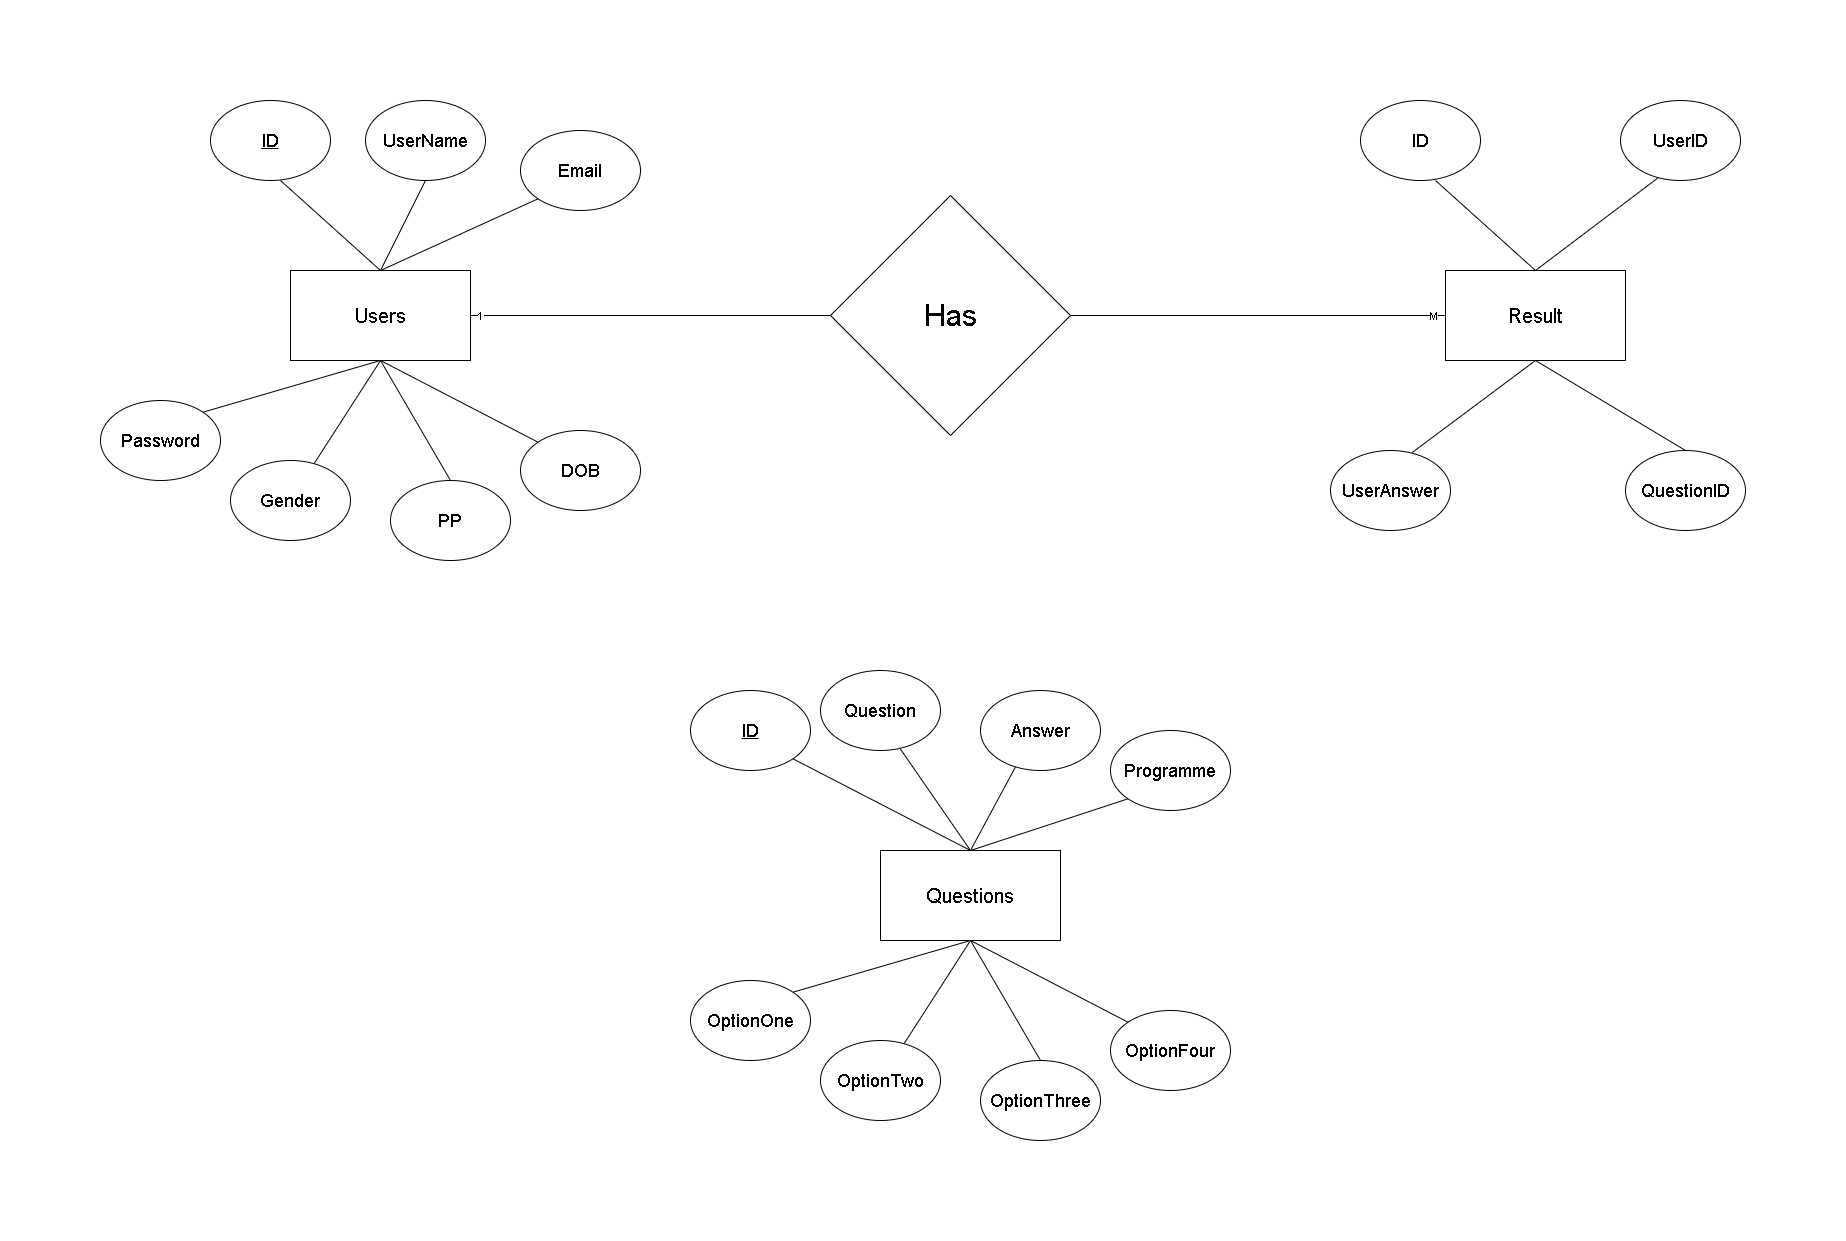 ID
UserName
Email
ID
UserID
Users
1
Has
M
Result
Password
Gender
PP
DOB
UserAnswer
QuestionID
ID
Question
Answer
Programme
Questions
OptionOne
OptionTwo
OptionThree
OptionFour